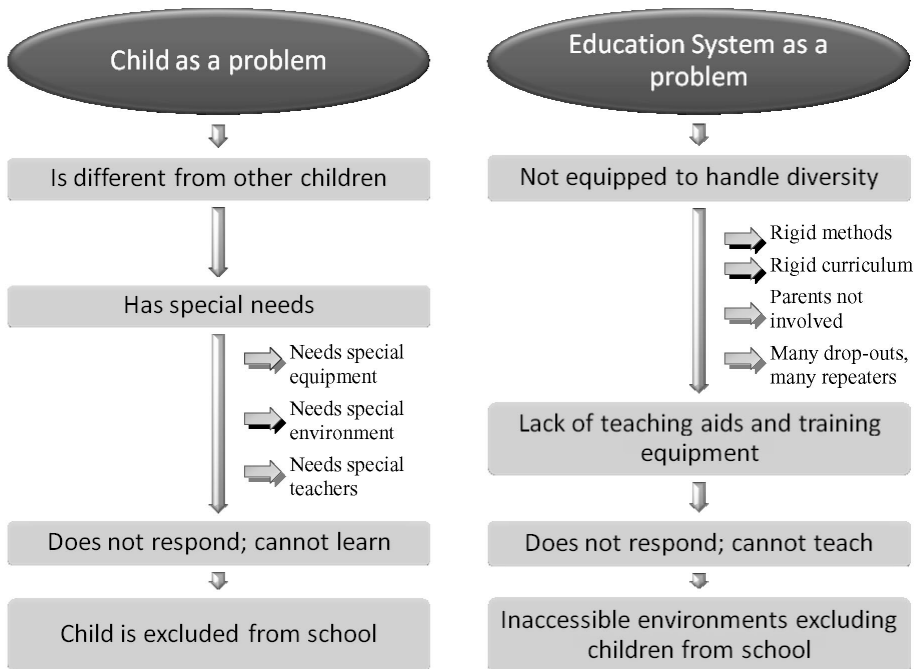 Child as a problem
Is different from other children
Has special needs
Needs special
equipment
Needs special
environment
Needs special
teachers
Does not respond; cannot learn
Child is excluded from school
Education System as a
problem
Not equipped to handle diversity
Rigid methods
Rigid curriculum
Parents not
involved
Many drop-outs,
many repeaters
Lack of teaching aids and training
equipment
Does not respond; cannot teach
Inaccessible environments excluding
children from school